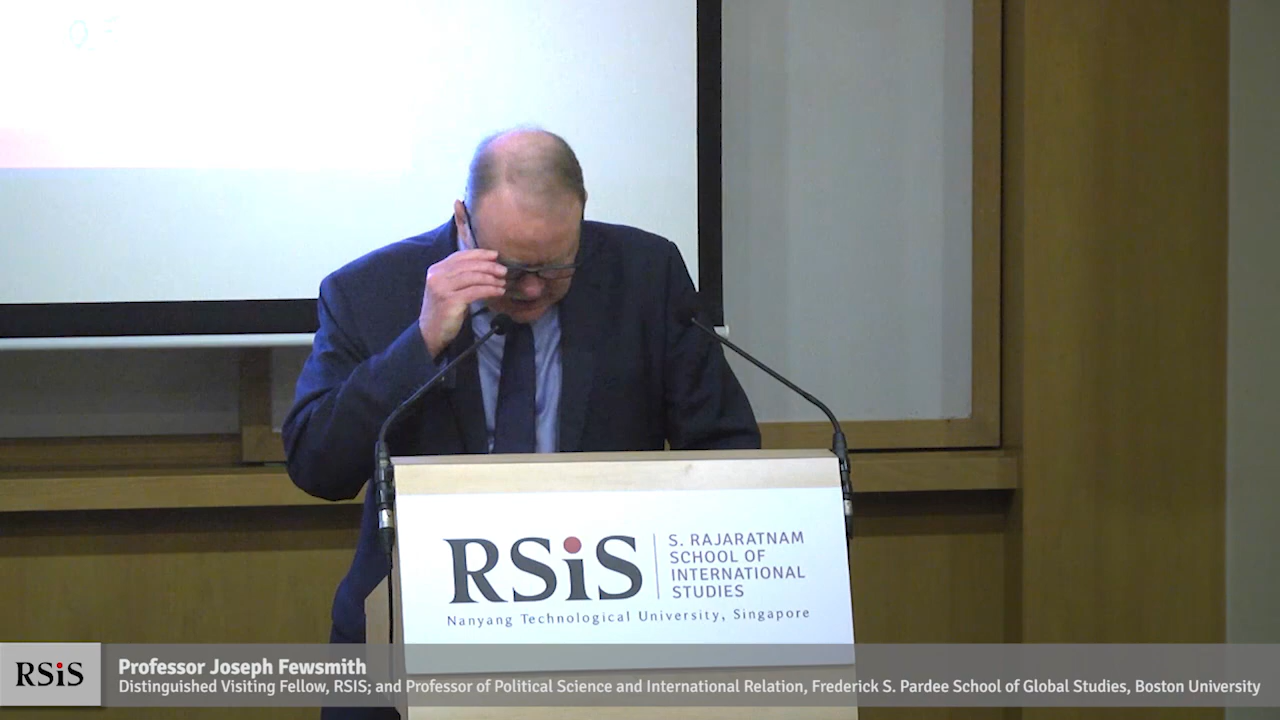 RSiS
S. RAJARATNAM
SCHOOL OF
INTERNATIONAL
STUDIES
Nanyang Technological University, Singapore
RSiS
Professor Joseph Fewsmith
Distinguished Visiting Fellow, RSIS; and Professor of Political Science and International Relation, Frederick S. Pardee School of Global Studies, Boston University